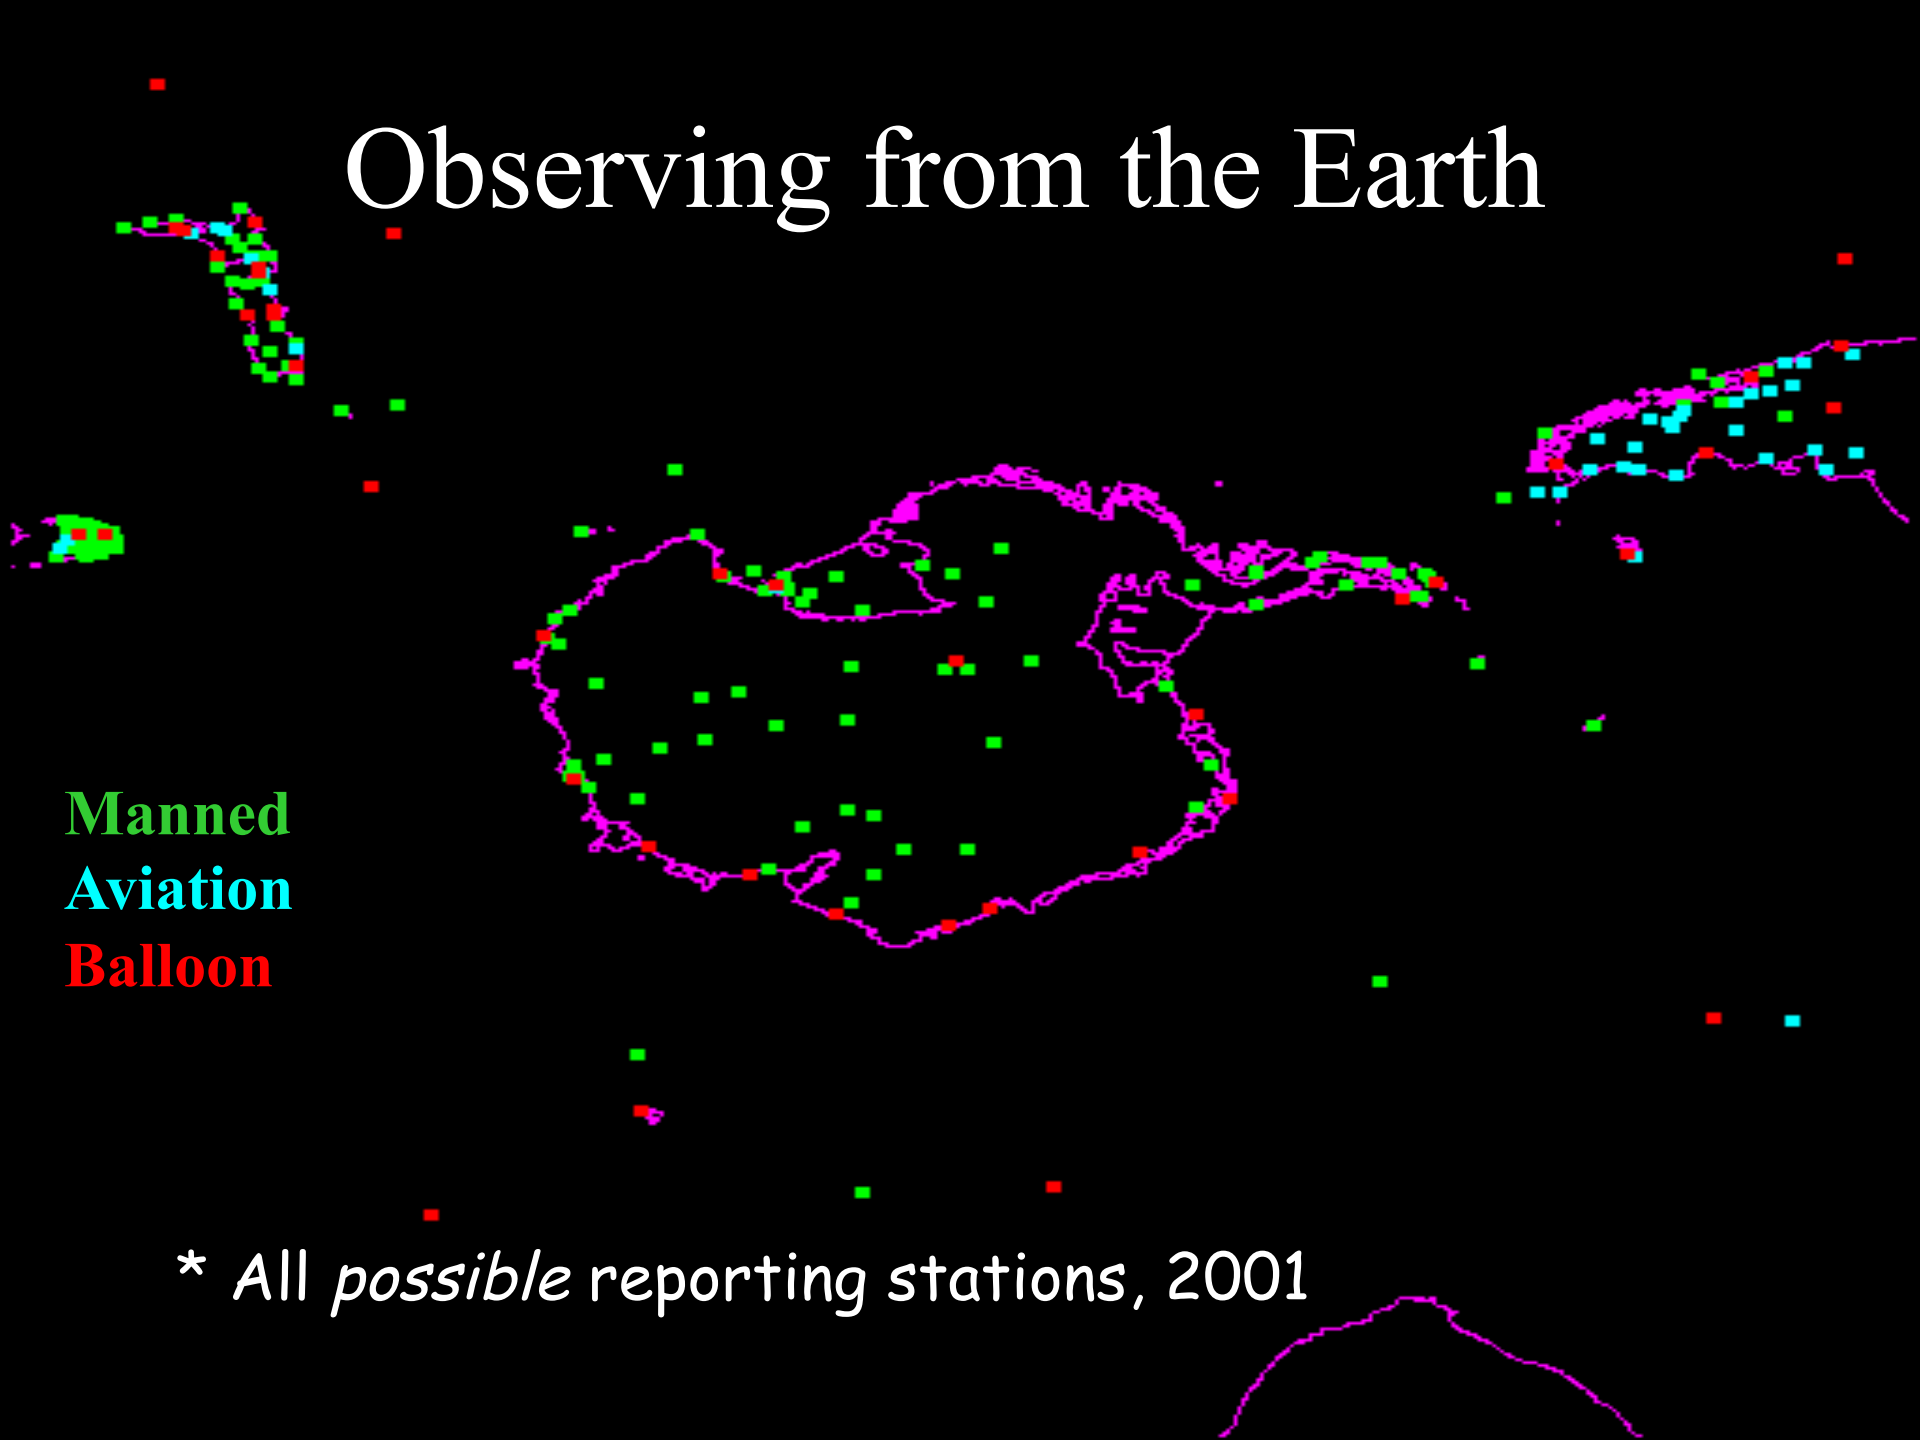 Observing from the Earth
Manned
Aviation
Balloon
* All possible reporting stations, 2001